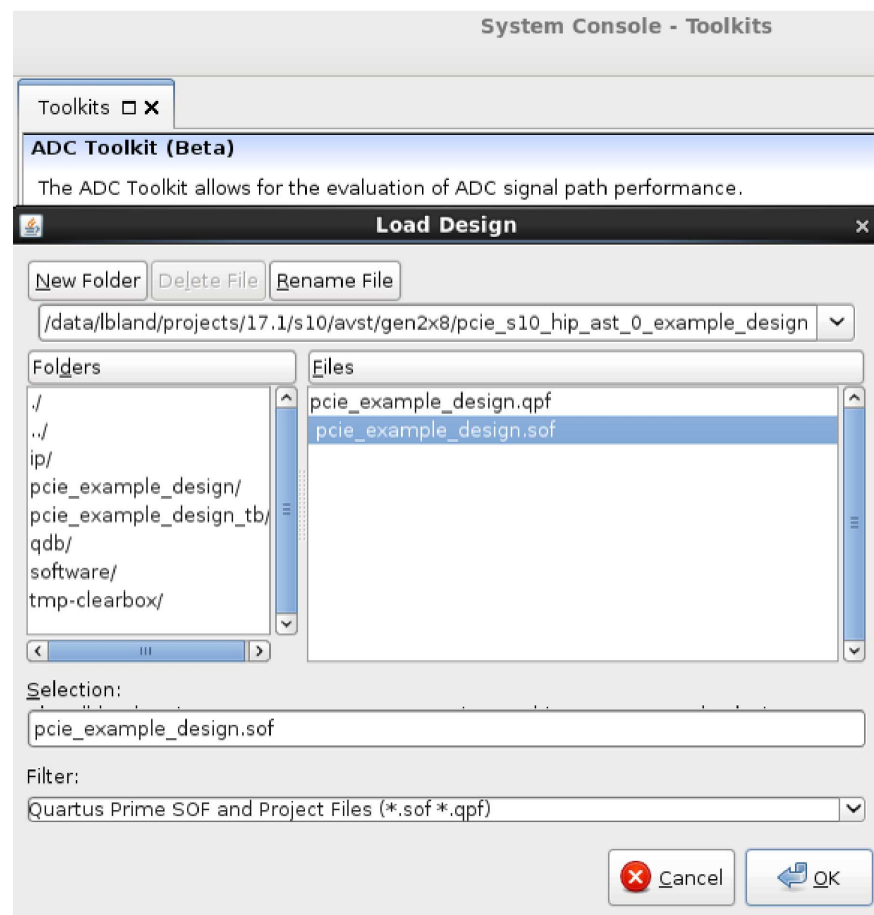 System Console - Toolkits
Toolkits
ADC Toolkit (Beta)
The ADC Toolkit allows for the evaluation of ADC signal path performance.
Load Design
New Folder Delete File Rename File
/data/lbland/projects/17.1/s10/avst/gen2x8/pcie_s10_hip_ast_0_example_design
Folders
Files
./
../
ip/
pcie_example_design/
pcie_example_design_tb/
qdb/
software/
tmp-clearbox/
pcie_example_design.qpf
pcie_example_design.sof
Selection:
pcie_example_design.sof
Filter:
Quartus Prime SOF and Project Files (*.sof *.qpf)
Cancel OK